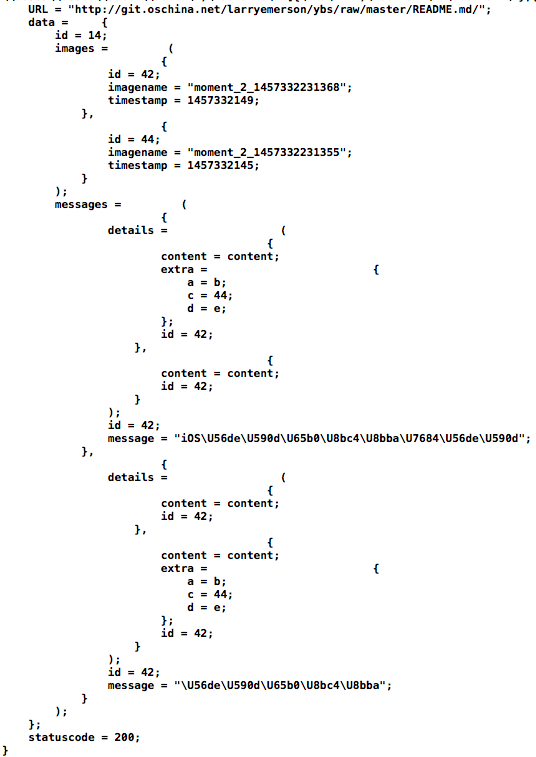 URL = "http://git.oschina.net/larryemerson/ybs/raw/master/README.md/";
data = {
id = 14;
images = (
{
id = 42;
imagename = "moment_2_1457332231368";
timestamp = 1457332149;
},
{
id = 44;
imagename = "moment_2_1457332231355";
timestamp = 1457332145;
}
);
messages = (
{
details = (
{
content = content;
extra = {
a = b;
c = 44;
d = e;
};
id = 42;
},
{
content = content;
id = 42;
}
);
id = 42;
message = "iOS\U56de\U590d\U65b0\U8bc4\U8bba\U7684\U56de\U590d";
},
{
details = (
{
content = content;
id = 42;
},
{
content = content;
extra = {
a = b;
c = 44;
d = e;
};
id = 42;
}
);
id = 42;
message = "\U56de\U590d\U65b0\U8bc4\U8bba";
}
);
};
statuscode = 200;
}